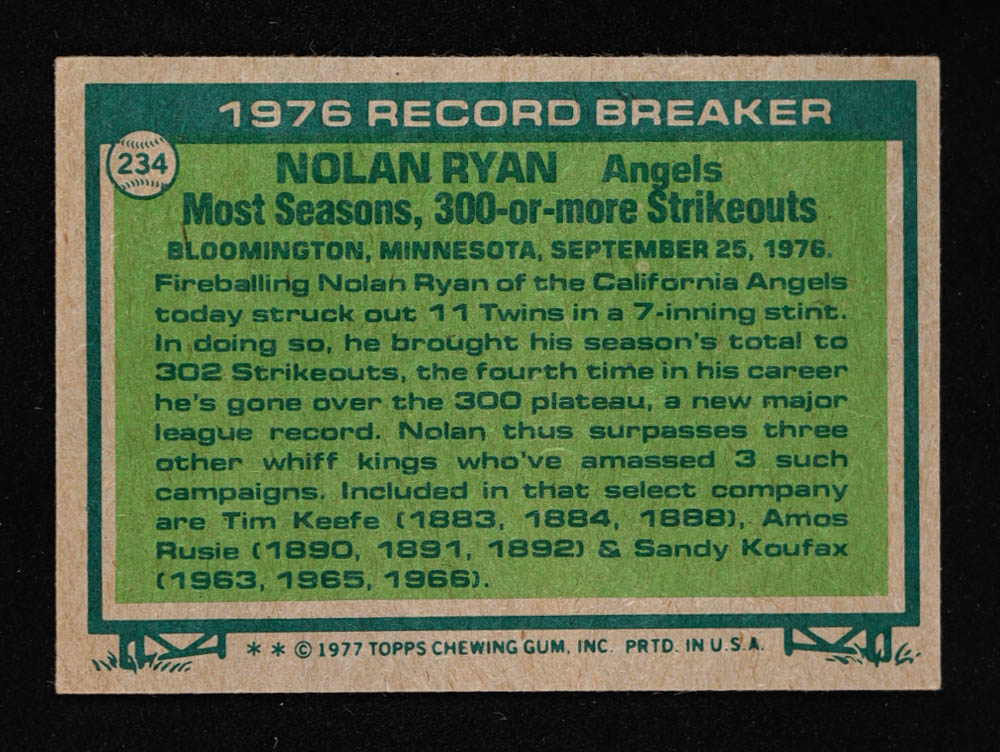 1976 RECORD BREAKER
234
NOLAN RYAN Angels
Most Seasons, 300-or-more Strikeouts
BLOOMINGTON, MINNESOTA, SEPTEMBER 25, 1976.
Fireballing Nolan Ryan of the California Angels
today struck out 11 Twins in a 7-inning stint.
In doing so, he brought his season's total to
302 Strikeouts, the fourth time in his career
he's gone over the 300 plateau, a new major
league record. Nolan thus surpasses three
other whiff kings who've amassed 3 such
campaigns. Included in that select company
are Tim Keefe (1883, 1884, 1888), Amos
Rusie (1890, 1891, 1892) & Sandy Koufax
(1963, 1965, 1966).
* * © 1977 TOPPS CHEWING GUM, INC. PRTD. IN U.S.A.